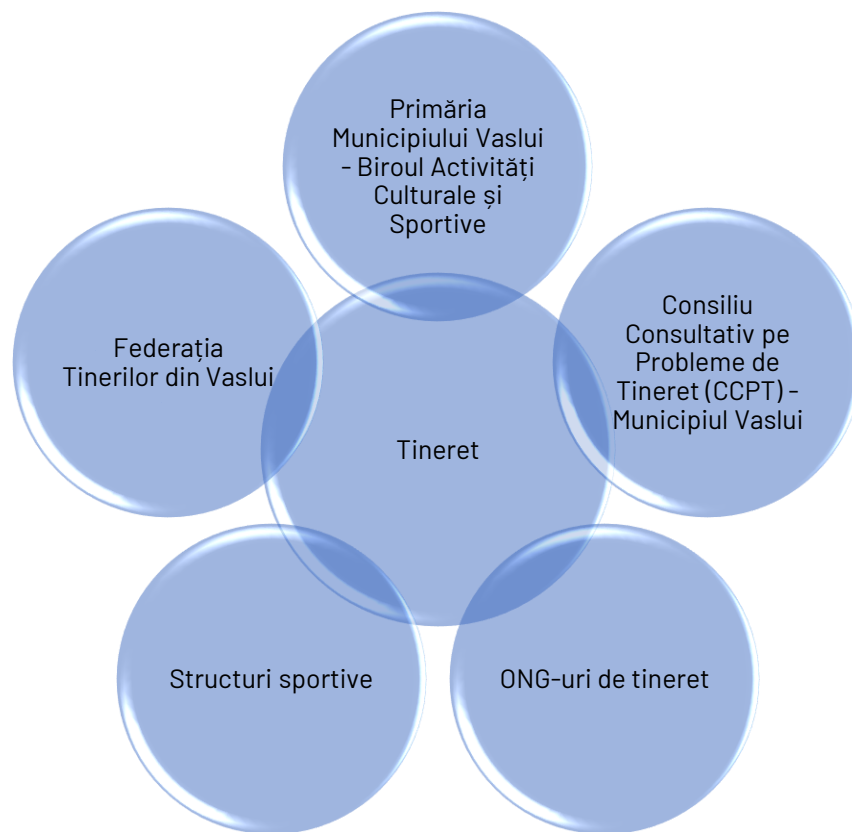 Primăria
Municipiului Vaslui
- Biroul Activități
Culturale și
Sportive
Federația
Tinerilor din Vaslui
Consiliu
Consultativ pe
Probleme de
Tineret (CCPT) -
Municipiul Vaslui
Tineret
Structuri sportive
ONG-uri de tineret